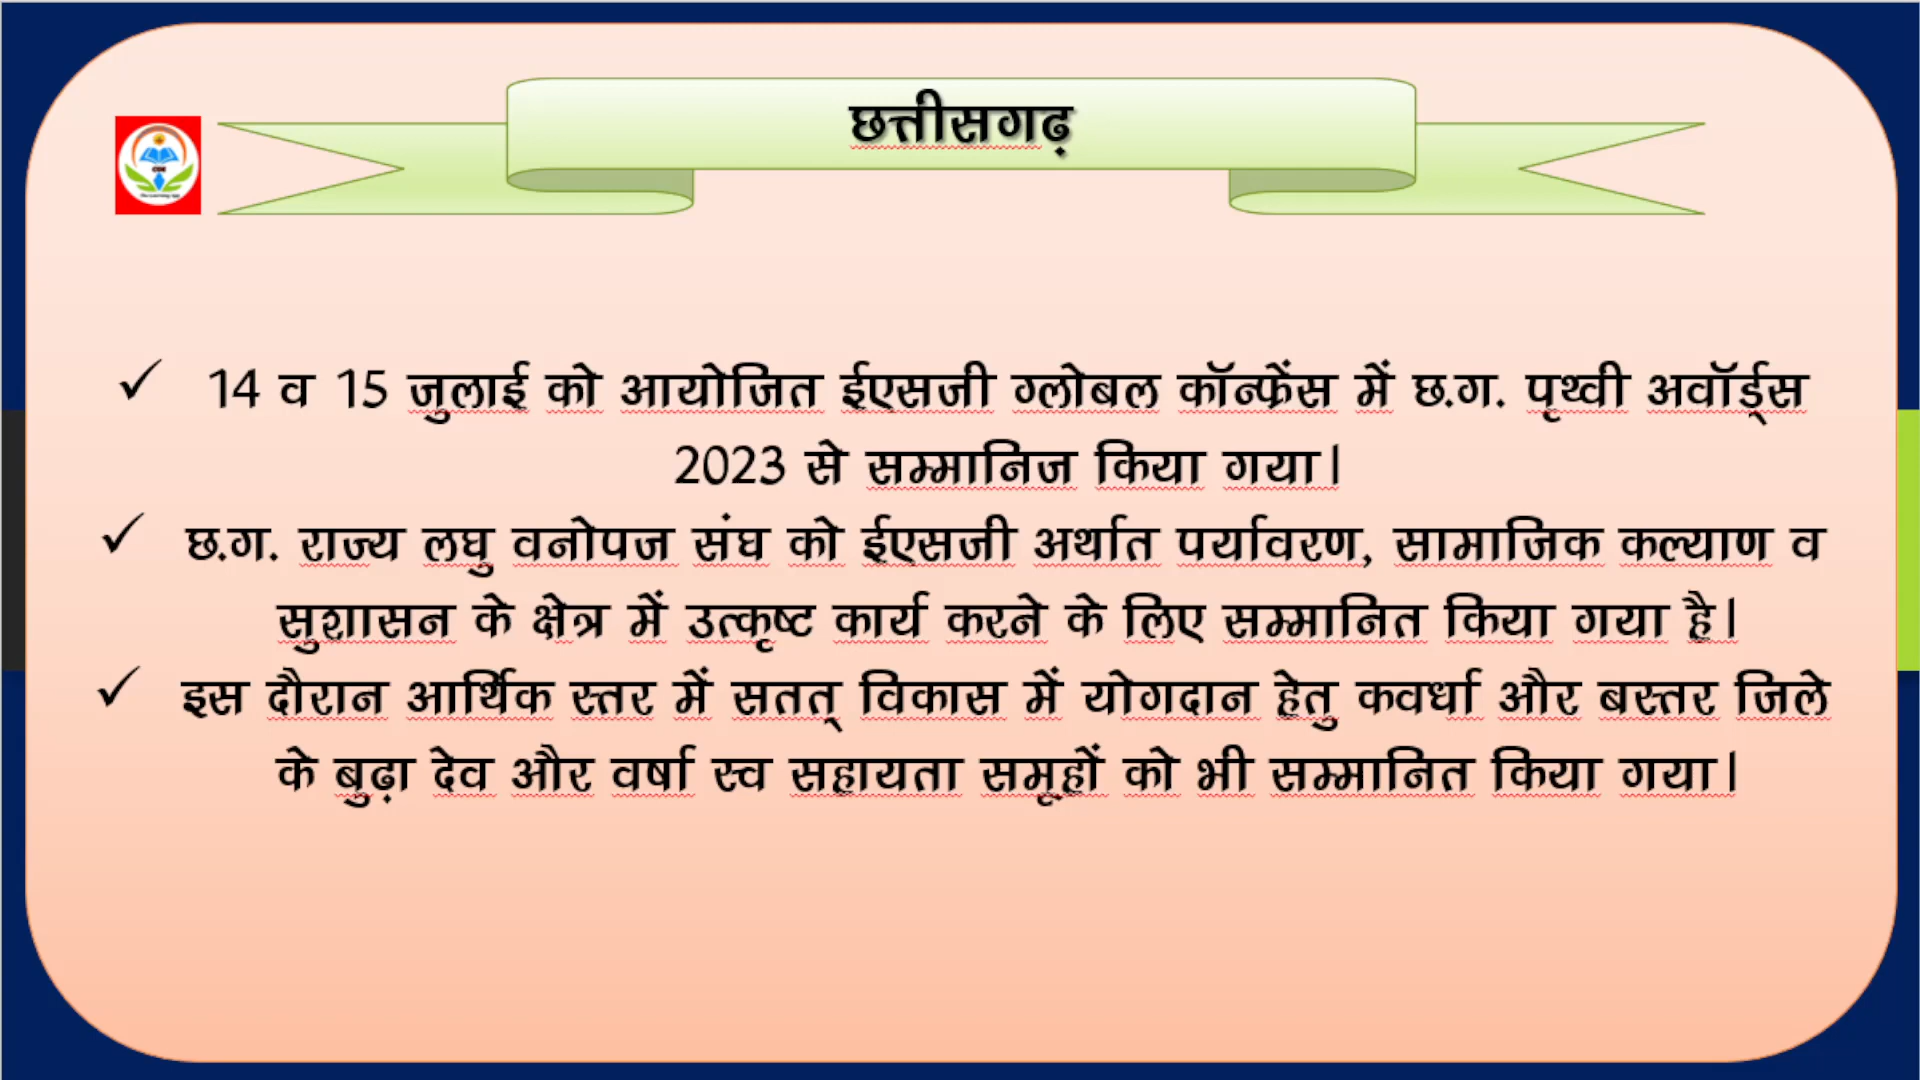 छत्तीसगढ़
✓ 14 व 15 जुलाई को आयोजित ईएसजी ग्लोबल कॉन्फ्रेंस में छ.ग. पृथ्वी अवॉर्ड्स
2023 से सम्मानिज किया गया।
✓ छ.ग. राज्य लघु वनोपज संघ को ईएसजी अर्थात पर्यावरण, सामाजिक कल्याण व
सुशासन के क्षेत्र में उत्कृष्ट कार्य करने के लिए सम्मानित किया गया है।
✓ इस दौरान आर्थिक स्तर में सतत् विकास में योगदान हेतु कवर्धा और बस्तर जिले
के बुढ़ा देव और वर्षा स्व सहायता समूहों को भी सम्मानित किया गया।